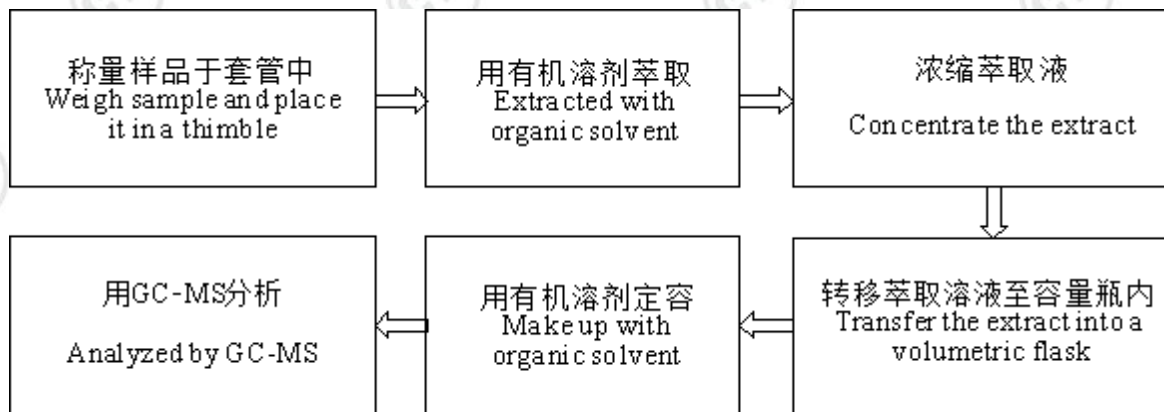 称量样品于套管中
Weigh sample and place
it in a thimble
用有机溶剂萃取
Extracted with
organic solvent
浓缩萃取液
Concentrate the extract
转移萃取溶液至容量瓶内
Transfer the extract into a
volumetric flask
用有机溶剂定容
Make up with
organic solvent
用GC-MS分析
Analyzed by GC-MS